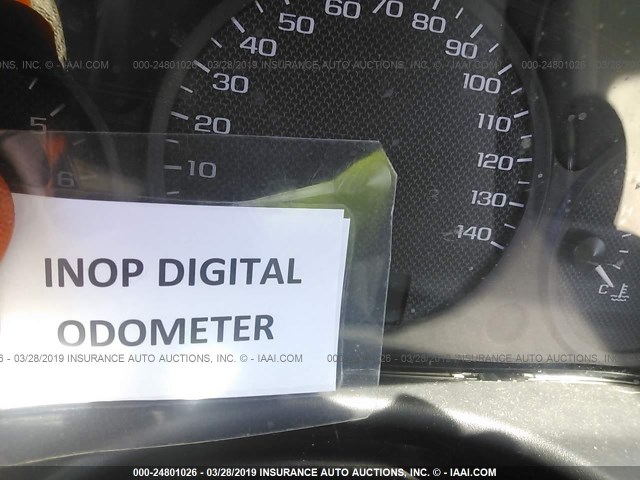 60 70 80
50 90
40 100
30 110
20 120
10 130
140
5
6
C
INOP DIGITAL
ODOMETER
000-24801026 - 03/28/2019 INSURANCE AUTO AUCTIONS, INC. © - IAAI.COM